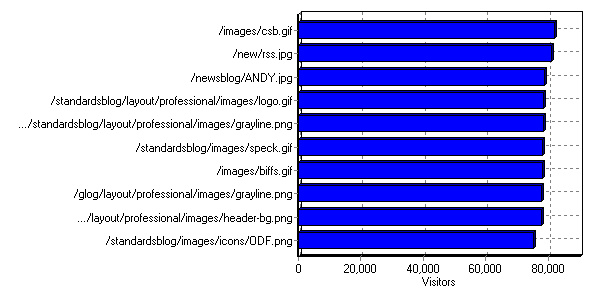 /images/csb.gif
/new/rss.jpg
/newsblog/ANDY.jpg
/standardsblog/layout/professional/images/logo.gif
.../standardsblog/layout/professional/images/grayline.png
/standardsblog/images/speck.gif
/images/biffs.gif
/glog/layout/professional/images/grayline.png
.../layout/professional/images/header-bg.png
/standardsblog/images/icons/ODF.png
0 20,000 40,000 60,000 80,000
Visitors